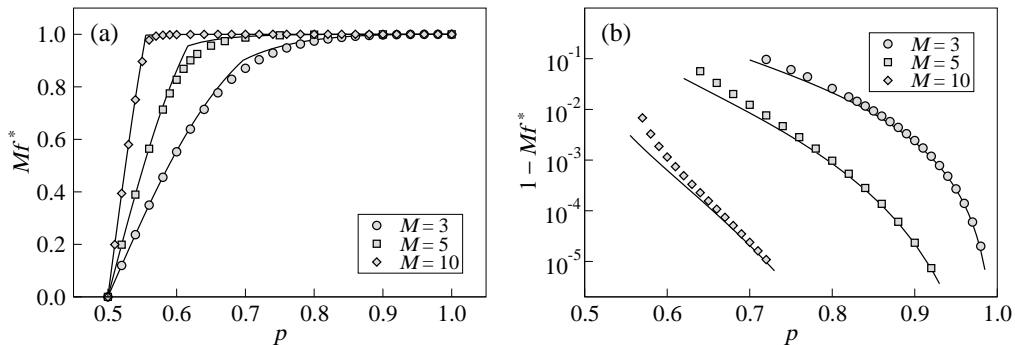 (a)
Mf*
1.0
0.8
0.6
0.4
0.2
0.0
M = 3
M = 5
M = 10
0.5 0.6 0.7 0.8 0.9 1.0
p
(b)
1 − Mf*
10⁻¹
10⁻²
10⁻³
10⁻⁴
10⁻⁵
M = 3
M = 5
M = 10
0.5 0.6 0.7 0.8 0.9 1.0
p